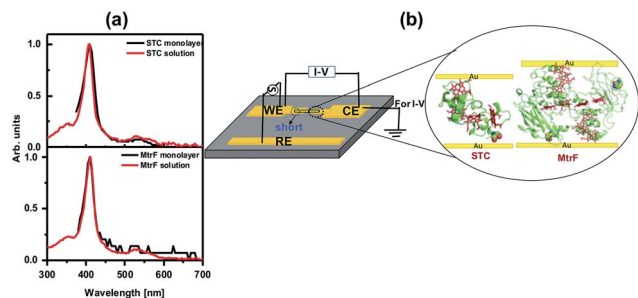 (a)
(b)
STC monolayer
STC solution
1.0
0.5
0.0
Arb. units
MtrF monolayer
MtrF solution
1.0
0.5
0.0
300 400 500 600 700
Wavelength [nm]
I-V
S
WE
CE
For I-V
short
RE
Au
Au
STC
Au
Au
MtrF